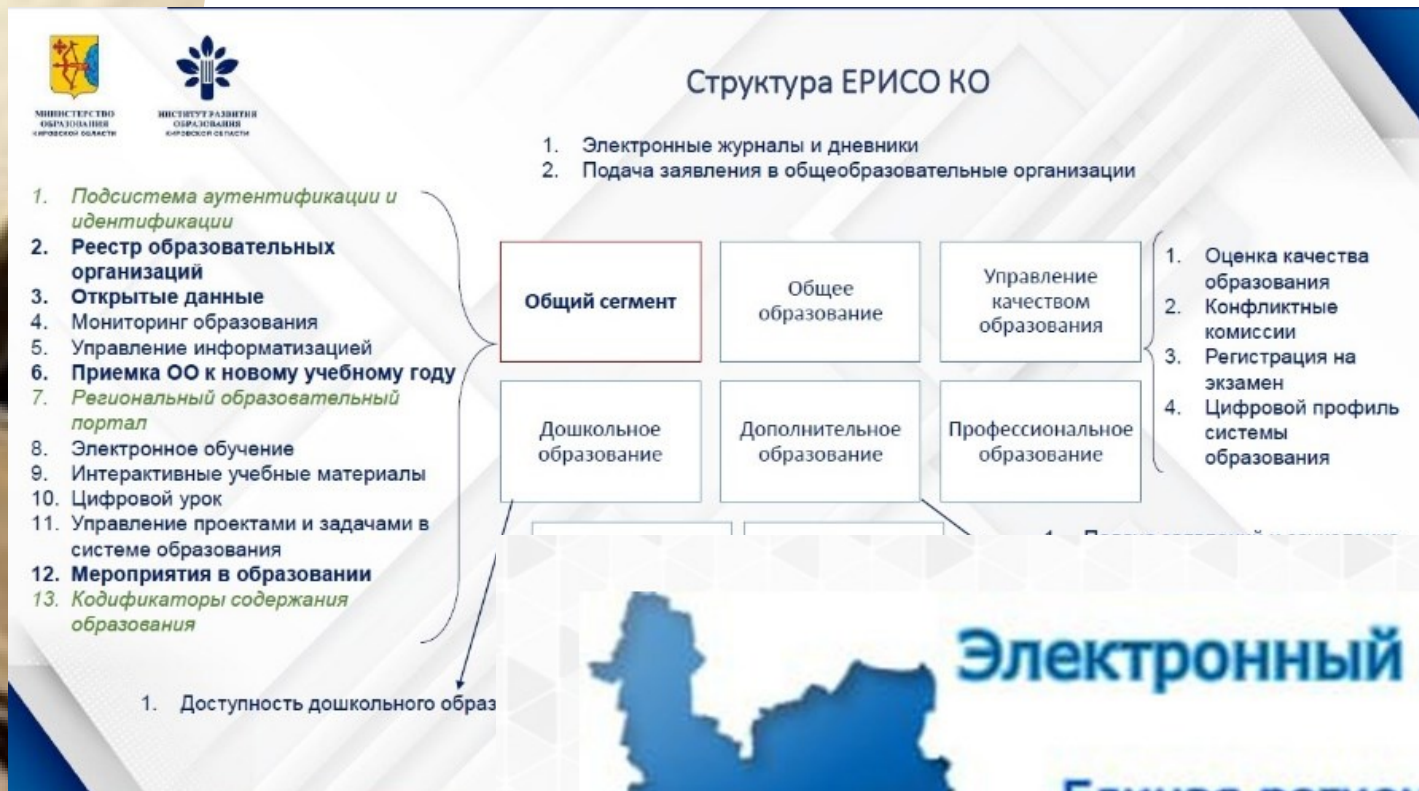 МИНИСТЕРСТВО
ОБРАЗОВАНИЯ
КИРОВСКОЙ ОБЛАСТИ
ИНСТИТУТ РАЗВИТИЯ
ОБРАЗОВАНИЯ
КИРОВСКОЙ ОБЛАСТИ
Структура ЕРИСО КО
1. Электронные журналы и дневники
2. Подача заявления в общеобразовательные организации
1. Подсистема аутентификации и
идентификации
2. Реестр образовательных
организаций
3. Открытые данные
4. Мониторинг образования
5. Управление информатизацией
6. Приемка ОО к новому учебному году
7. Региональный образовательный
портал
8. Электронное обучение
9. Интерактивные учебные материалы
10. Цифровой урок
11. Управление проектами и задачами в
системе образования
12. Мероприятия в образовании
13. Кодификаторы содержания
образования
Общий сегмент
Общее
образование
Управление
качеством
образования
Дошкольное
образование
Дополнительное
образование
Профессиональное
образование
1. Оценка качества
образования
2. Конфликтные
комиссии
3. Регистрация на
экзамен
4. Цифровой профиль
системы
образования
1. Доступность дошкольного образ
Электронный